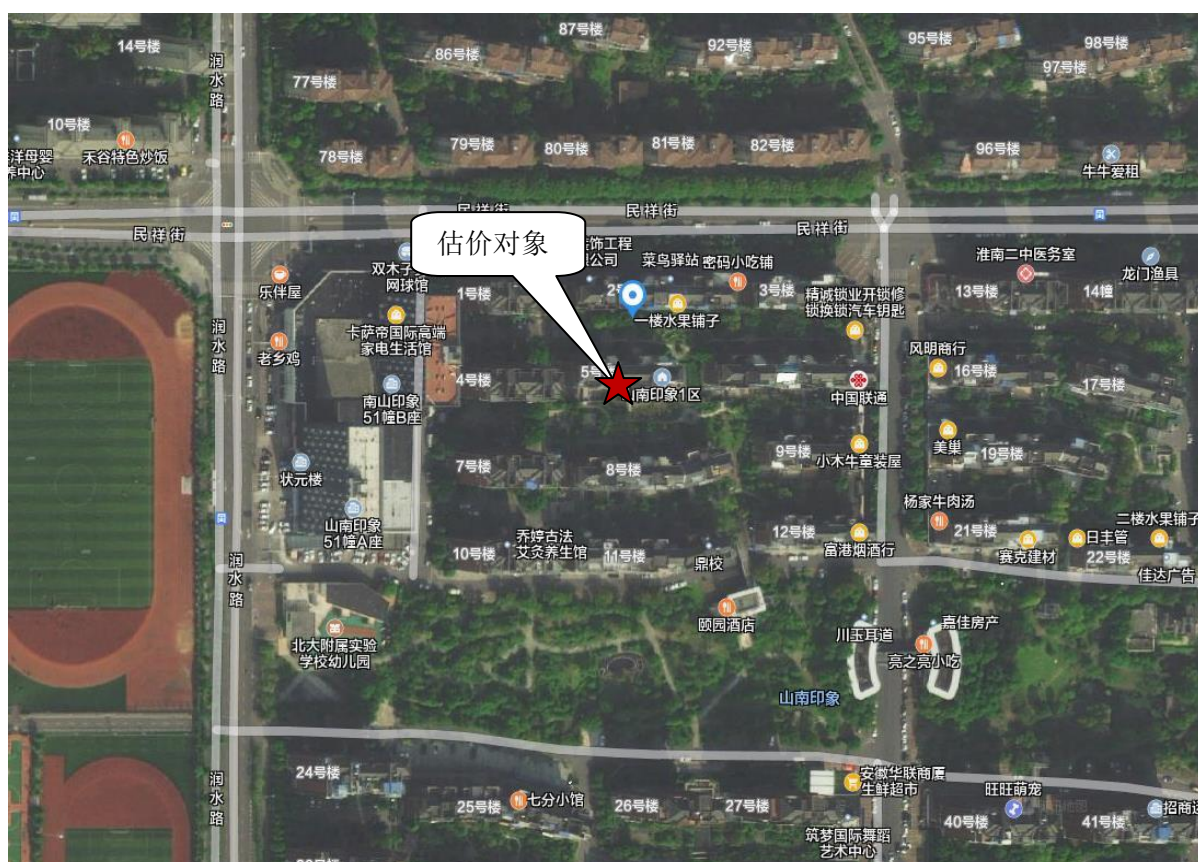 87号楼
92号楼
95号楼
98号楼
14号楼
86号楼
97号楼
77号楼
润水路
10号楼
79号楼
80号楼
81号楼
82号楼
96号楼
洋母婴
养中心
禾谷特色炒饭
78号楼
牛牛爱租
民祥街
民祥街
民祥街
民祥街
估价对象
饰工程
公司
菜鸟驿站
密码小吃铺
淮南二中医务室
龙门渔具
双木子
网球馆
乐伴屋
1号楼
3号楼
精诚锁业开锁修
锁换锁汽车钥匙
13号楼
14幢
一楼水果铺子
卡萨帝国际高端
家电生活馆
润水路
老乡鸡
风明商行
4号楼
5号楼
16号楼
17号楼
山南印象1区
中国联通
南山印象
51幢B座
美巢
7号楼
8号楼
9号楼
小木牛童装屋
19号楼
状元楼
杨家牛肉汤
山南印象
51幢A座
乔婷古法
艾灸养生馆
10号楼
11号楼
鼎校
12号楼
富港烟酒行
21号楼
赛克建材
日丰管
二楼水果铺子
22号楼
佳达广告
润水路
颐园酒店
川玉耳道
嘉佳房产
北大附属实验
学校幼儿园
亮之亮小吃
山南印象
24号楼
安徽华联商厦
生鲜超市
旺旺萌宠
润水路
25号楼
七分小馆
26号楼
27号楼
40号楼
41号楼
筑梦国际舞蹈
艺术中心